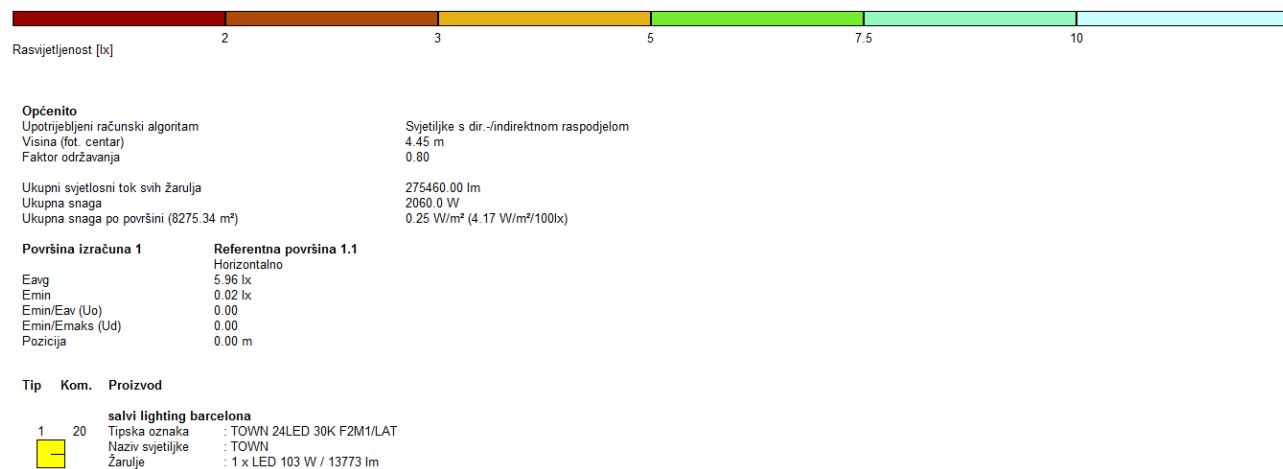 2 3 5 7.5 10
Rasvijetljenost [lx]
Općenito
Upotrijebljeni računski algoritam Svjetiljke s dir.-/indirektnom raspodjelom
Visina (fot. centar) 4.45 m
Faktor održavanja 0.80
Ukupni svjetlosni tok svih žarulja 275460.00 lm
Ukupna snaga 2060.0 W
Ukupna snaga po površini (8275.34 m²) 0.25 W/m² (4.17 W/m²/100lx)
Površina izračuna 1 Referentna površina 1.1
Horizontalno
Eavg 5.96 lx
Emin 0.02 lx
Emin/Eav (Uo) 0.00
Emin/Emaks (Ud) 0.00
Pozicija 0.00 m
Tip Kom. Proizvod
salvi lighting barcelona
1 20 Tipska oznaka : TOWN 24LED 30K F2M1/LAT
Naziv svjetiljke : TOWN
Žarulje : 1 x LED 103 W / 13773 lm